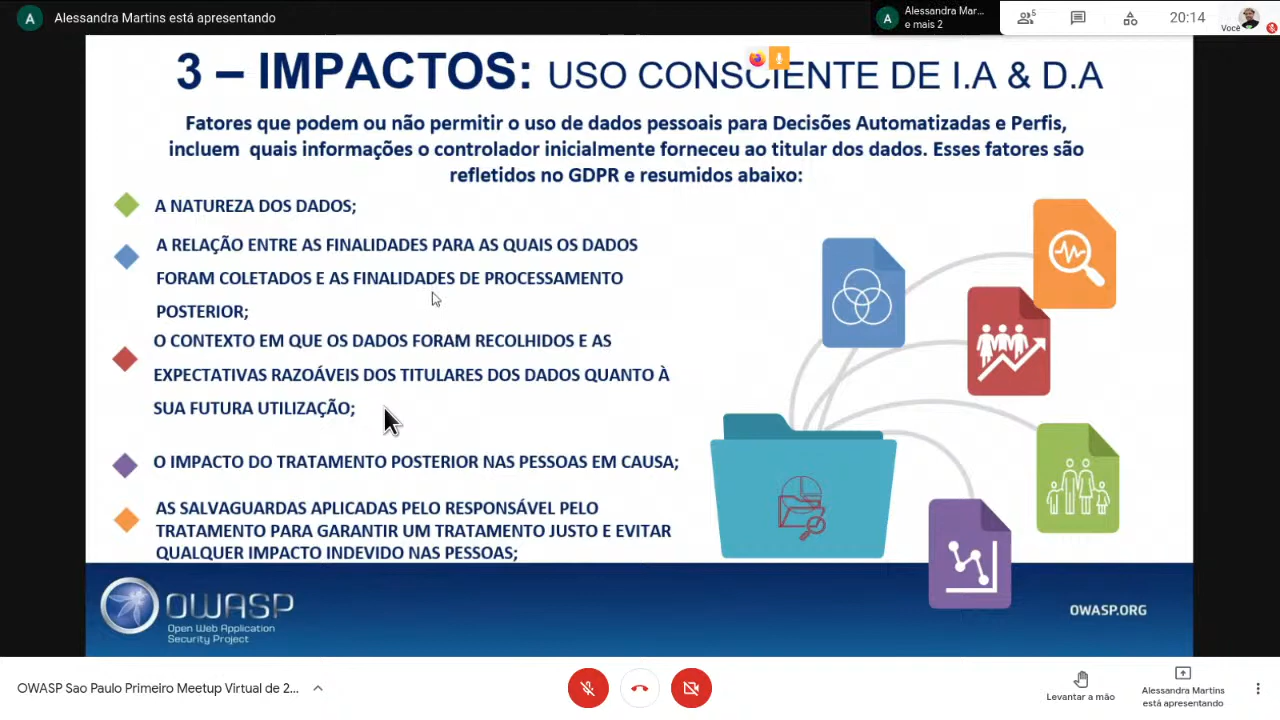 A Alessandra Martins está apresentando
A Alessandra Mar...
e mais 2
5
20:14
Você
3 – IMPACTOS: USO CONSCIENTE DE I.A & D.A
Fatores que podem ou não permitir o uso de dados pessoais para Decisões Automatizadas e Perfis,
incluem quais informações o controlador inicialmente forneceu ao titular dos dados. Esses fatores são
refletidos no GDPR e resumidos abaixo:
A NATUREZA DOS DADOS;
A RELAÇÃO ENTRE AS FINALIDADES PARA AS QUAIS OS DADOS
FORAM COLETADOS E AS FINALIDADES DE PROCESSAMENTO
POSTERIOR;
O CONTEXTO EM QUE OS DADOS FORAM RECOLHIDOS E AS
EXPECTATIVAS RAZOÁVEIS DOS TITULARES DOS DADOS QUANTO À
SUA FUTURA UTILIZAÇÃO;
O IMPACTO DO TRATAMENTO POSTERIOR NAS PESSOAS EM CAUSA;
AS SALVAGUARDAS APLICADAS PELO RESPONSÁVEL PELO
TRATAMENTO PARA GARANTIR UM TRATAMENTO JUSTO E EVITAR
QUALQUER IMPACTO INDEVIDO NAS PESSOAS;
OWASP
Open Web Application
Security Project
OWASP.ORG
OWASP Sao Paulo Primeiro Meetup Virtual de 2...
Levantar a mão
Alessandra Martins
está apresentando